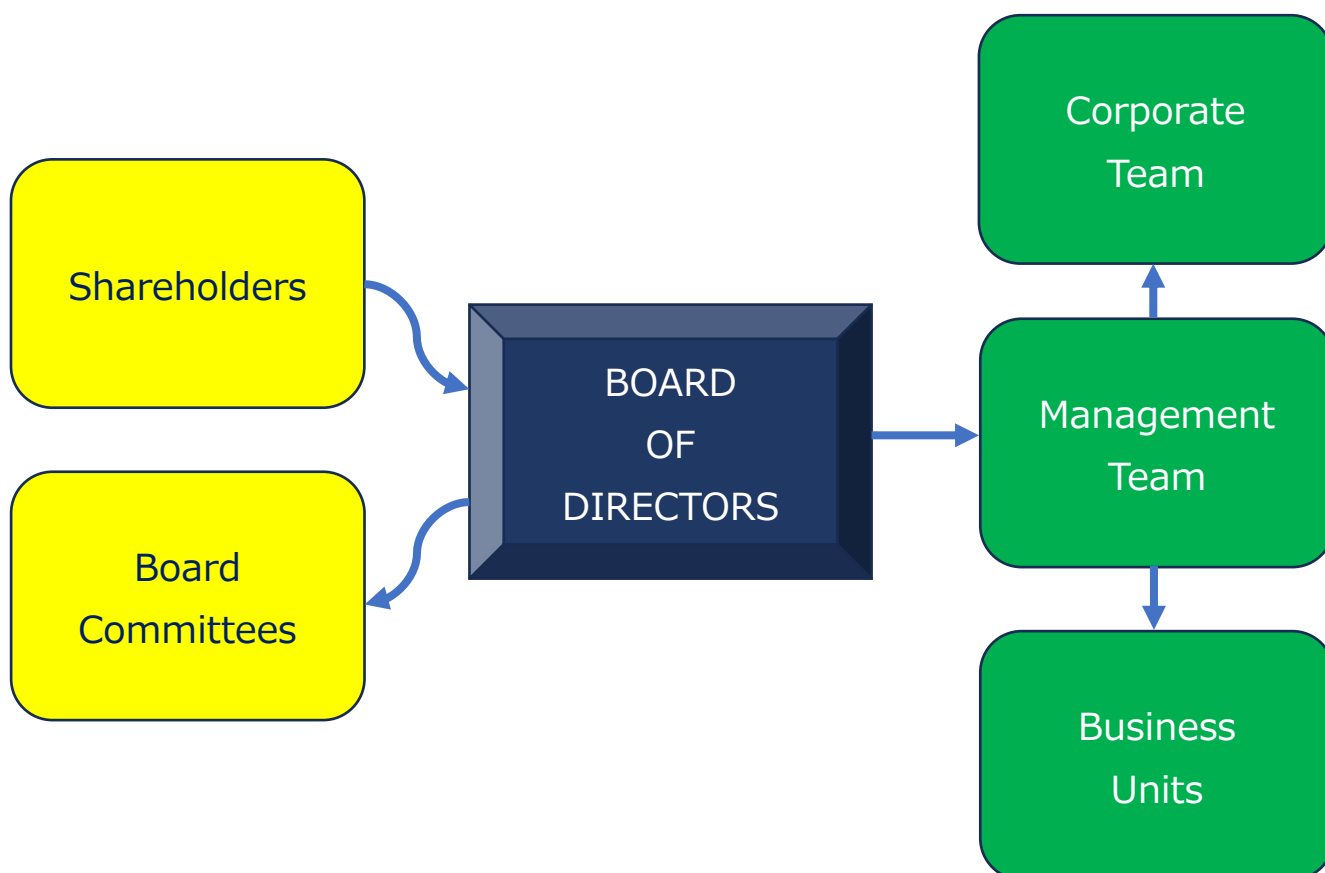 Shareholders
Board
Committees
BOARD
OF
DIRECTORS
Corporate
Team
Management
Team
Business
Units